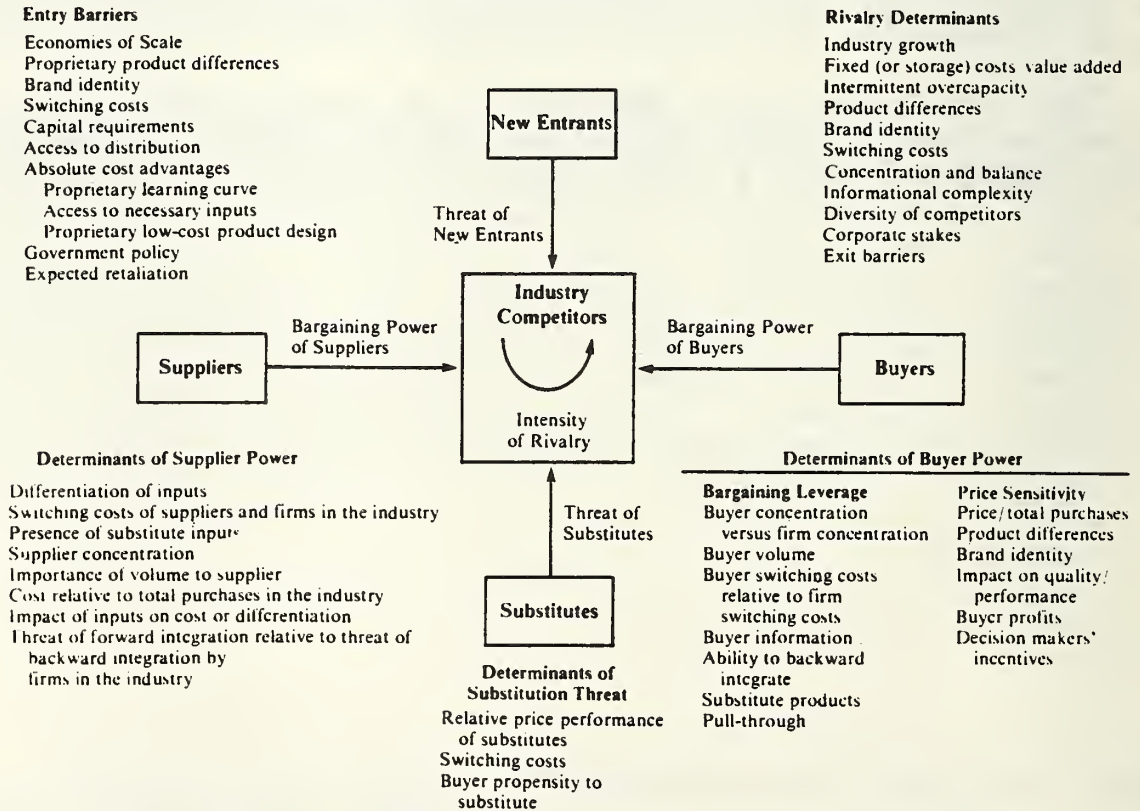 Entry Barriers
Economies of Scale
Proprietary product differences
Brand identity
Switching costs
Capital requirements
Access to distribution
Absolute cost advantages
Proprietary learning curve
Access to necessary inputs
Proprietary low-cost product design
Government policy
Expected retaliation
New Entrants
Threat of
New Entrants
Rivalry Determinants
Industry growth
Fixed (or storage) costs value added
Intermittent overcapacity
Product differences
Brand identity
Switching costs
Concentration and balance
Informational complexity
Diversity of competitors
Corporate stakes
Exit barriers
Suppliers
Bargaining Power
of Suppliers
Industry
Competitors
Intensity
of Rivalry
Bargaining Power
of Buyers
Buyers
Determinants of Supplier Power
Differentiation of inputs
Switching costs of suppliers and firms in the industry
Presence of substitute inputs
Supplier concentration
Importance of volume to supplier
Cost relative to total purchases in the industry
Impact of inputs on cost or differentiation
Threat of forward integration relative to threat of
backward integration by
firms in the industry
Threat of
Substitutes
Substitutes
Determinants of
Substitution Threat
Relative price performance
of substitutes
Switching costs
Buyer propensity to
substitute
Determinants of Buyer Power
Bargaining Leverage
Buyer concentration
versus firm concentration
Buyer volume
Buyer switching costs
relative to firm
switching costs
Buyer information
Ability to backward
integrate
Substitute products
Pull-through
Price Sensitivity
Price/total purchases
Product differences
Brand identity
Impact on quality/
performance
Buyer profits
Decision makers'
incentives